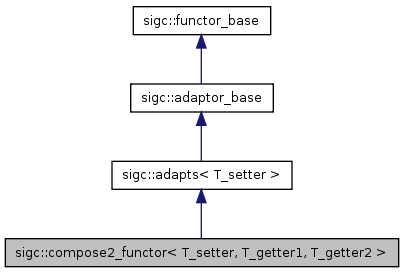 sigc::functor_base
sigc::adaptor_base
sigc::adapts< T_setter >
sigc::compose2_functor< T_setter, T_getter1, T_getter2 >